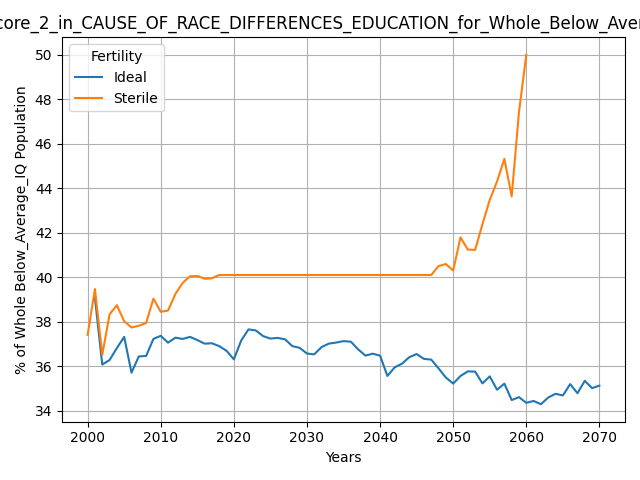 core_2_in_CAUSE_OF_RACE_DIFFERENCES_EDUCATION_for_Whole_Below_Aver
Fertility
Ideal
Sterile
% of Whole Below_Average_IQ Population
50
48
46
44
42
40
38
36
34
2000
2010
2020
2030
2040
2050
2060
2070
Years